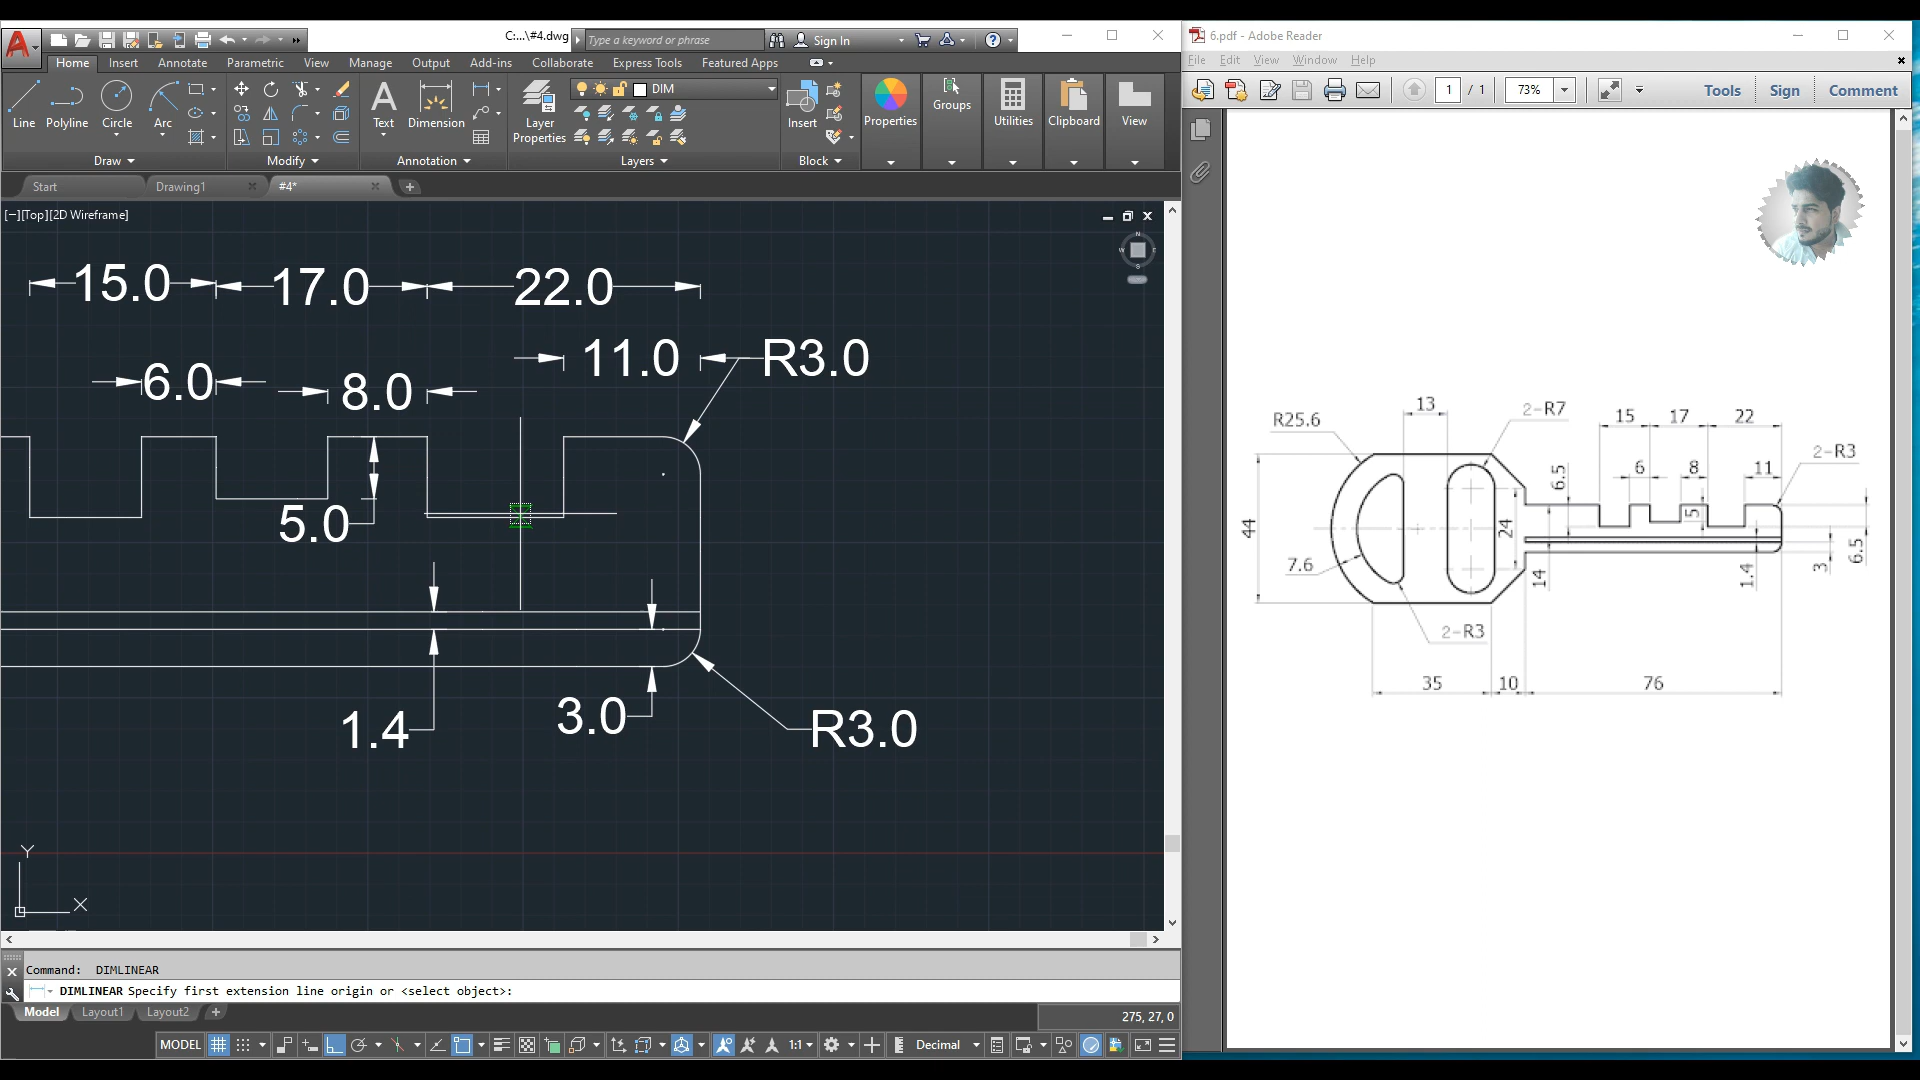 C:...\#4.dwg
Type a keyword or phrase
Sign In
Home Insert Annotate Parametric View Manage Output Add-ins Collaborate Express Tools Featured Apps
DIM
Line Polyline Circle Arc
Text Dimension
Layer Properties
Insert
Properties Groups Utilities Clipboard View
Draw Modify Annotation Layers Block
Start Drawing1 #4*
[−][Top][2D Wireframe]
N
W
S
15.0 17.0 22.0
11.0 R3.0
6.0 8.0
5.0
1.4 3.0 R3.0
Y
X
Command: DIMLINEAR
DIMLINEAR Specify first extension line origin or <select object>:
Model Layout1 Layout2
275, 27, 0
MODEL 1:1 Decimal
6.pdf - Adobe Reader
File Edit View Window Help
1 / 1 73% Tools Sign Comment
R25.6 13 2-R7 15 17 22
2-R3
6.5 6 8 11
5
44 24
7.6 14 1.4 3 6.5
2-R3
35 10 76